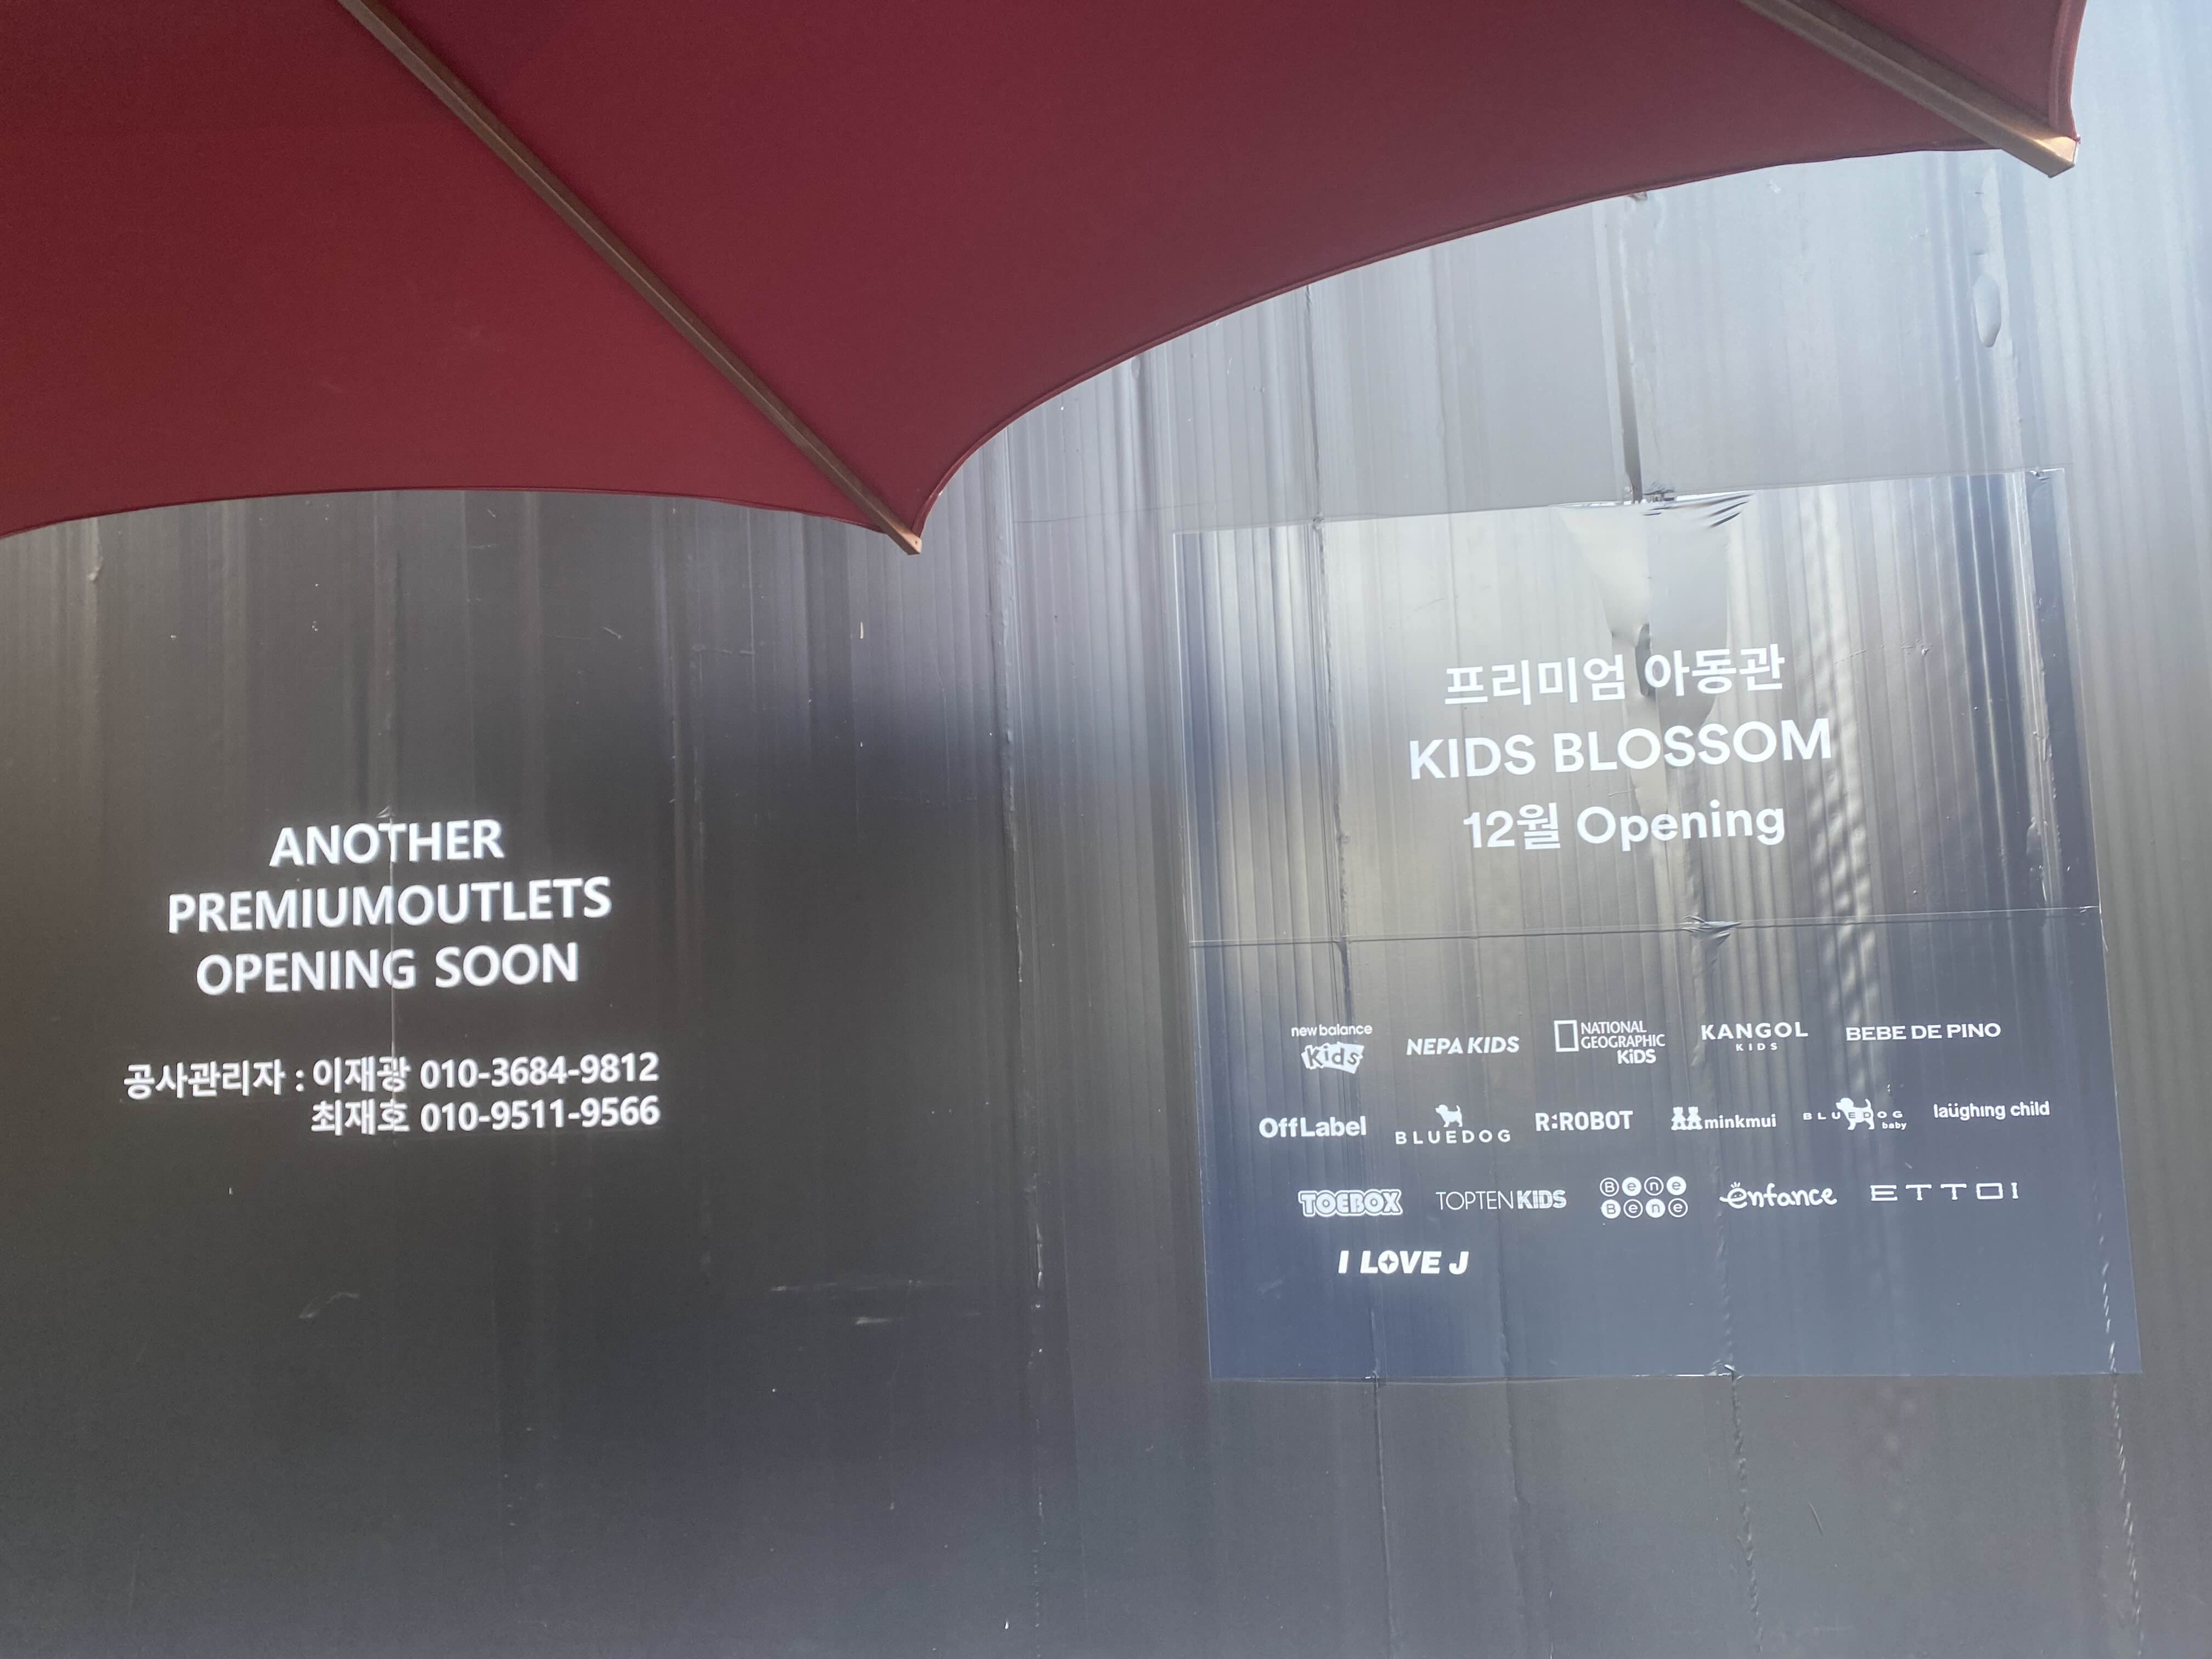 ANOTHER
PREMIUMOUTLETS
OPENING SOON
공사관리자 : 이재광 010-3684-9812
최재호 010-9511-9566
프리미엄 아동관
KIDS BLOSSOM
12월 Opening
new balance
Kids
NEPA KIDS
NATIONAL
GEOGRAPHIC
KiDS
KANGOL
KIDS
BEBE DE PINO
OffLabel
BLUEDOG
R:ROBOT
minkmui
BLUEDOG
baby
laüghing child
TOEBOX
TOPTEN KIDS
Bene
Bene
enfance
ETTOI
I LOVE J